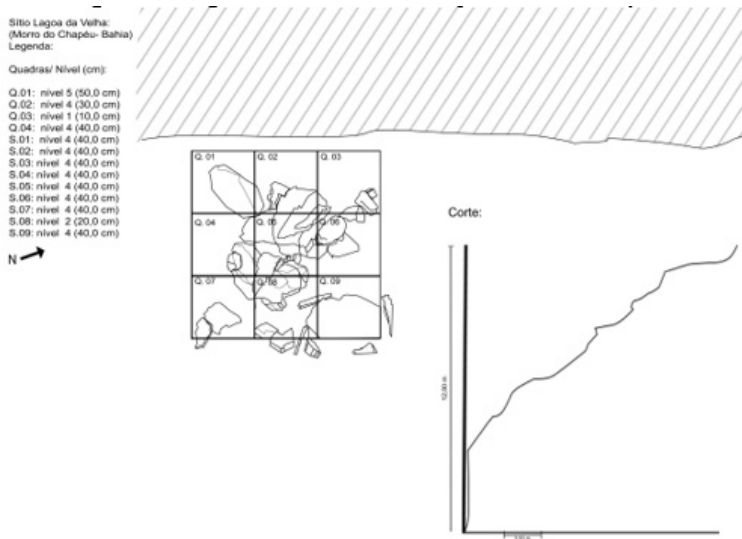 Sítio Lagoa da Velha:
(Morro do Chapéu- Bahia)
Legenda:
Quadras/ Nível (cm):
Q.01: nível 5 (50,0 cm)
Q.02: nível 4 (30,0 cm)
Q.03: nível 1 (10,0 cm)
Q.04: nível 4 (40,0 cm)
S.01: nível 4 (40,0 cm)
S.02: nível 4 (40,0 cm)
S.03: nível 4 (40,0 cm)
S.04: nível 4 (40,0 cm)
S.05: nível 4 (40,0 cm)
S.06: nível 4 (40,0 cm)
S.07: nível 4 (40,0 cm)
S.08: nível 2 (20,0 cm)
S.09: nível 4 (40,0 cm)
N
Q. 01
Q. 02
Q. 03
Q. 04
Q. 05
Q. 06
Q. 07
Q. 08
Q. 09
Corte: